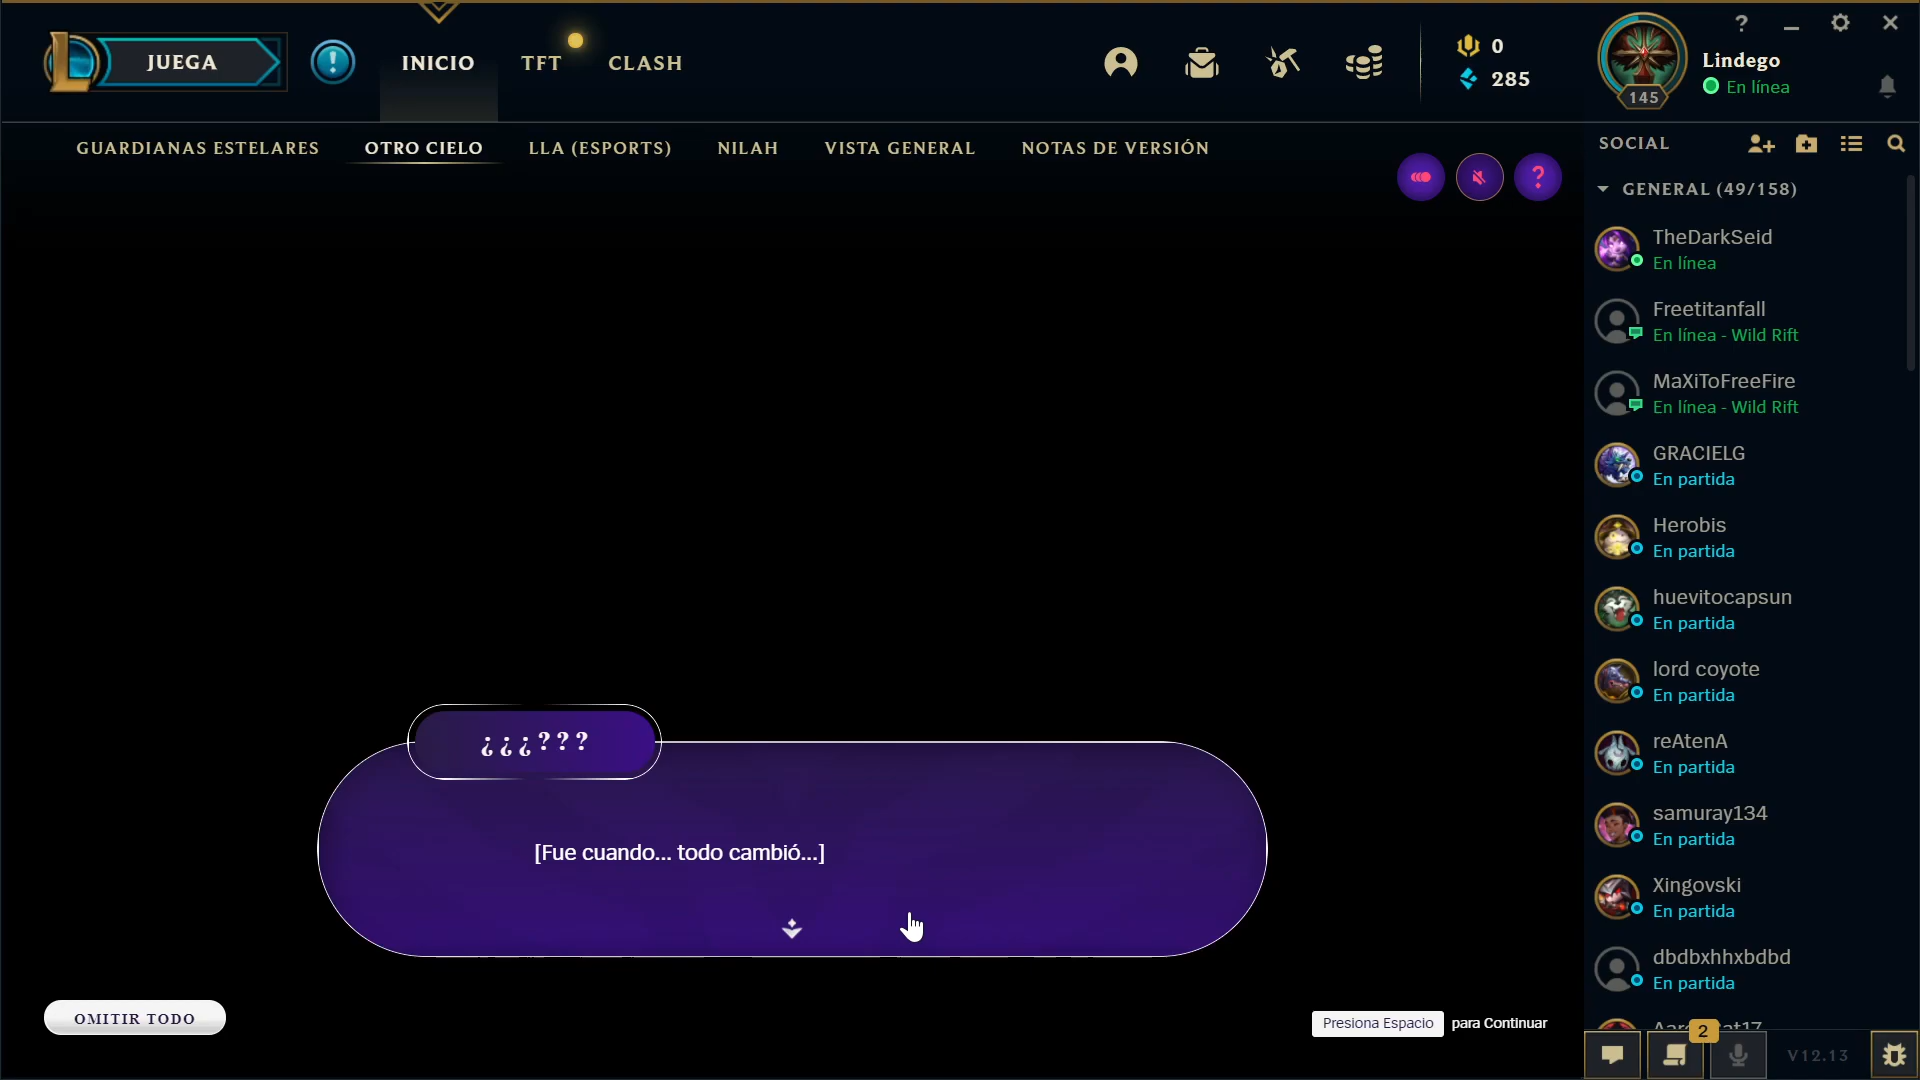 JUEGA
INICIO
TFT
CLASH
0
285
145
Lindego
En línea
?
GUARDIANAS ESTELARES
OTRO CIELO
LLA (ESPORTS)
NILAH
VISTA GENERAL
NOTAS DE VERSIÓN
?
SOCIAL
GENERAL (49/158)
TheDarkSeid
En línea
Freetitanfall
En línea - Wild Rift
MaXiToFreeFire
En línea - Wild Rift
GRACIELG
En partida
Herobis
En partida
huevitocapsun
En partida
lord coyote
En partida
reAtenA
En partida
samuray134
En partida
Xingovski
En partida
dbdbxhhxbdbd
En partida
¿¿¿???
[Fue cuando... todo cambió...]
OMITIR TODO
Presiona Espacio para Continuar
2
V12.13